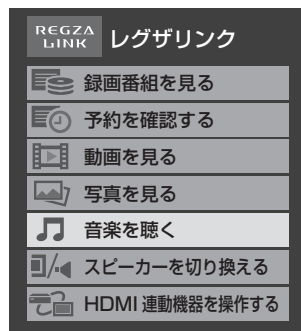 REGZA
LINK レグザリンク
録画番組を見る
予約を確認する
動画を見る
写真を見る
音楽を聴く
スピーカーを切り換える
HDMI 連動機器を操作する